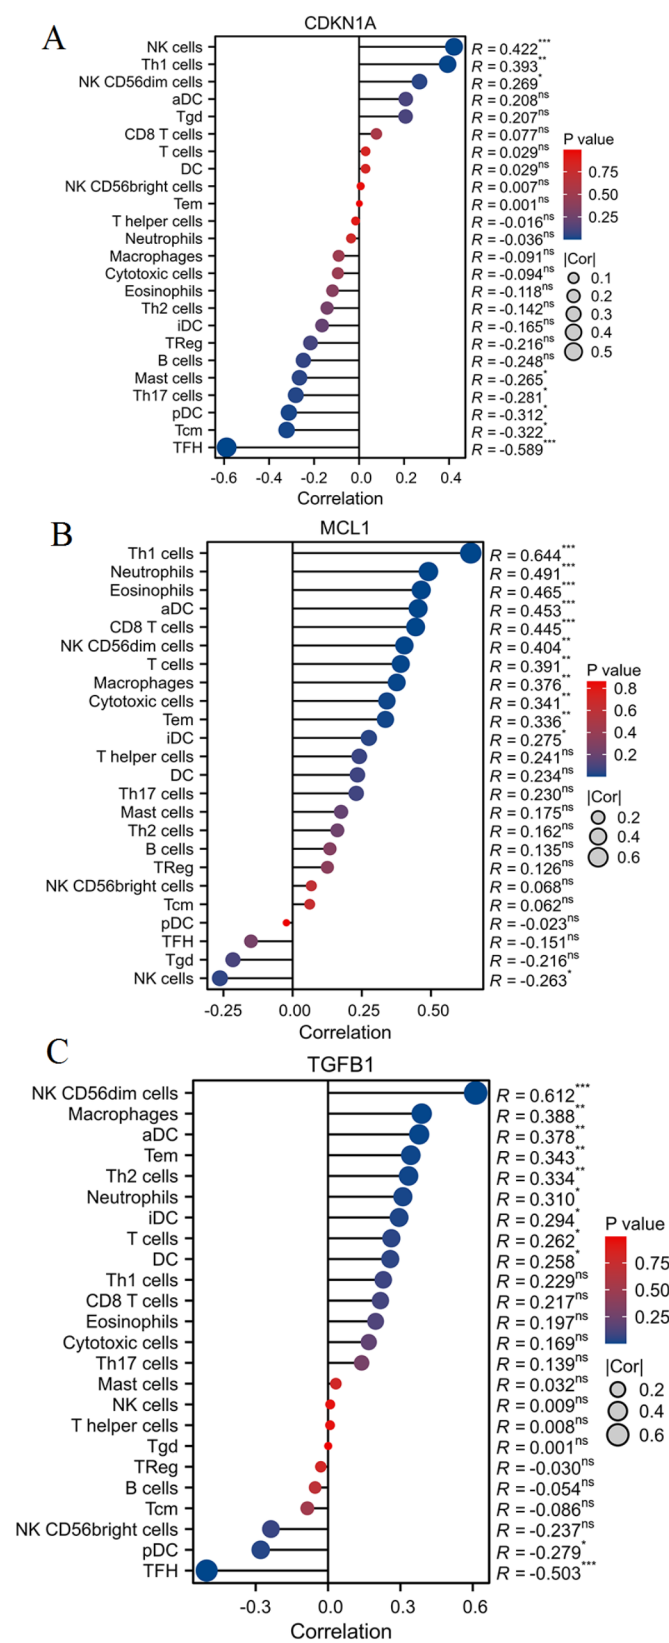 A
CDKN1A
NK cells R = 0.422***
Th1 cells R = 0.393**
NK CD56dim cells R = 0.269*
aDC R = 0.208ns
Tgd R = 0.207ns
CD8 T cells R = 0.077ns
T cells R = 0.029ns
DC R = 0.029ns
NK CD56bright cells R = 0.007ns
Tem R = 0.001ns
T helper cells R = -0.016ns
Neutrophils R = -0.036ns
Macrophages R = -0.091ns
Cytotoxic cells R = -0.094ns
Eosinophils R = -0.118ns
Th2 cells R = -0.142ns
iDC R = -0.165ns
TReg R = -0.216ns
B cells R = -0.248ns
Mast cells R = -0.265*
Th17 cells R = -0.281*
pDC R = -0.312*
Tcm R = -0.322*
TFH R = -0.589***
-0.6 -0.4 -0.2 0.0 0.2 0.4
Correlation
P value
0.75
0.50
0.25
|Cor|
0.1
0.2
0.3
0.4
0.5
B
MCL1
Th1 cells R = 0.644***
Neutrophils R = 0.491***
Eosinophils R = 0.465***
aDC R = 0.453***
CD8 T cells R = 0.445***
NK CD56dim cells R = 0.404**
T cells R = 0.391**
Macrophages R = 0.376**
Cytotoxic cells R = 0.341**
Tem R = 0.336**
iDC R = 0.275*
T helper cells R = 0.241ns
DC R = 0.234ns
Th17 cells R = 0.230ns
Mast cells R = 0.175ns
Th2 cells R = 0.162ns
B cells R = 0.135ns
TReg R = 0.126ns
NK CD56bright cells R = 0.068ns
Tcm R = 0.062ns
pDC R = -0.023ns
TFH R = -0.151ns
Tgd R = -0.216ns
NK cells R = -0.263*
-0.25 0.00 0.25 0.50
Correlation
P value
0.8
0.6
0.4
0.2
|Cor|
0.2
0.4
0.6
C
TGFB1
NK CD56dim cells R = 0.612***
Macrophages R = 0.388**
aDC R = 0.378**
Tem R = 0.343**
Th2 cells R = 0.334**
Neutrophils R = 0.310*
iDC R = 0.294*
T cells R = 0.262*
DC R = 0.258*
Th1 cells R = 0.229ns
CD8 T cells R = 0.217ns
Eosinophils R = 0.197ns
Cytotoxic cells R = 0.169ns
Th17 cells R = 0.139ns
Mast cells R = 0.032ns
NK cells R = 0.009ns
T helper cells R = 0.008ns
Tgd R = 0.001ns
TReg R = -0.030ns
B cells R = -0.054ns
Tcm R = -0.086ns
NK CD56bright cells R = -0.237ns
pDC R = -0.279*
TFH R = -0.503***
-0.3 0.0 0.3 0.6
Correlation
P value
0.75
0.50
0.25
|Cor|
0.2
0.4
0.6